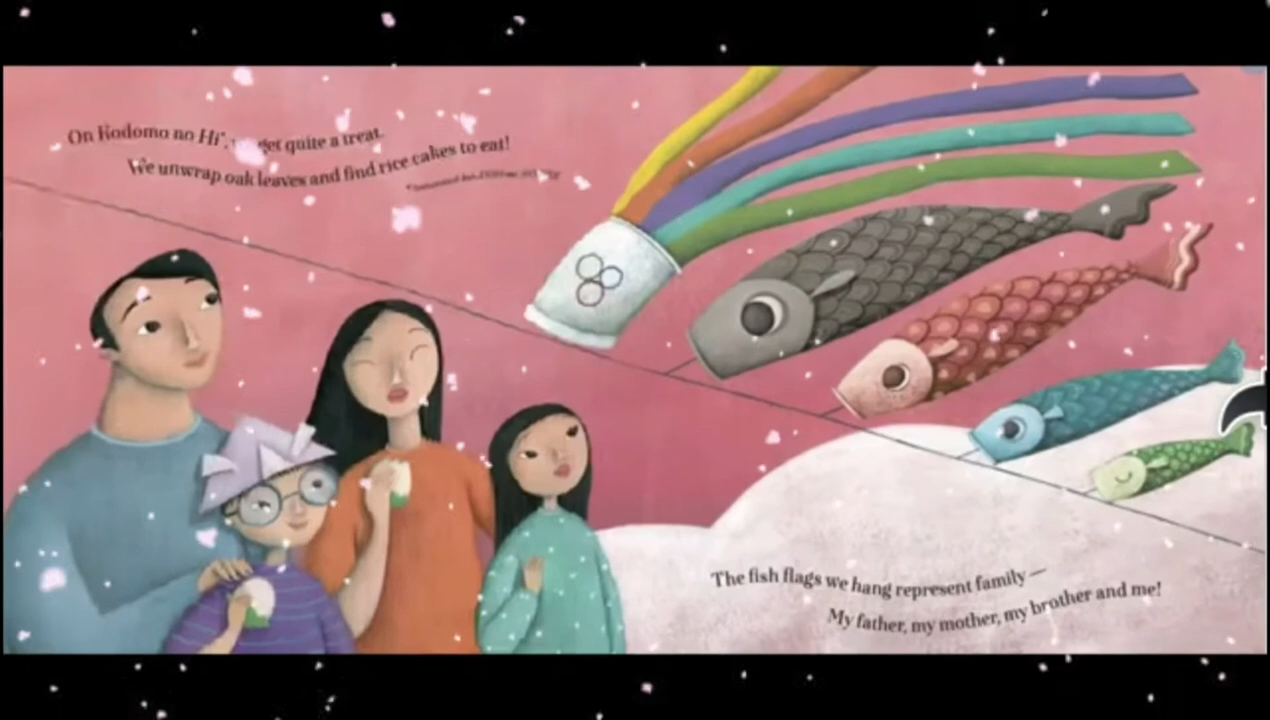 On Kodomo no Hi*, get quite a treat.
We unwrap oak leaves and find rice cakes to eat!
The fish flags we hang represent family —
My father, my mother, my brother and me!